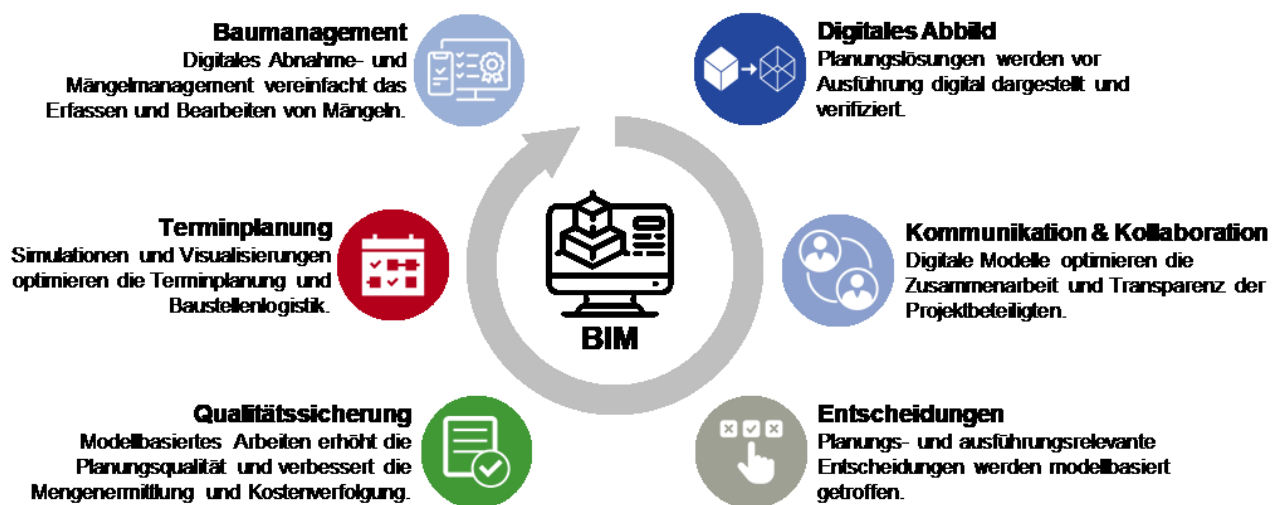 Baumanagement
Digitales Abnahme- und
Mängelmanagement vereinfacht das
Erfassen und Bearbeiten von Mängeln.
Digitales Abbild
Planungslösungen werden vor
Ausführung digital dargestellt und
verifiziert.
Terminplanung
Simulationen und Visualisierungen
optimieren die Terminplanung und
Baustellenlogistik.
BIM
Kommunikation & Kollaboration
Digitale Modelle optimieren die
Zusammenarbeit und Transparenz der
Projektbeteiligten.
Qualitätssicherung
Modellbasiertes Arbeiten erhöht die
Planungsqualität und verbessert die
Mengenermittlung und Kostenverfolgung.
Entscheidungen
Planungs- und ausführungsrelevante
Entscheidungen werden modellbasiert
getroffen.